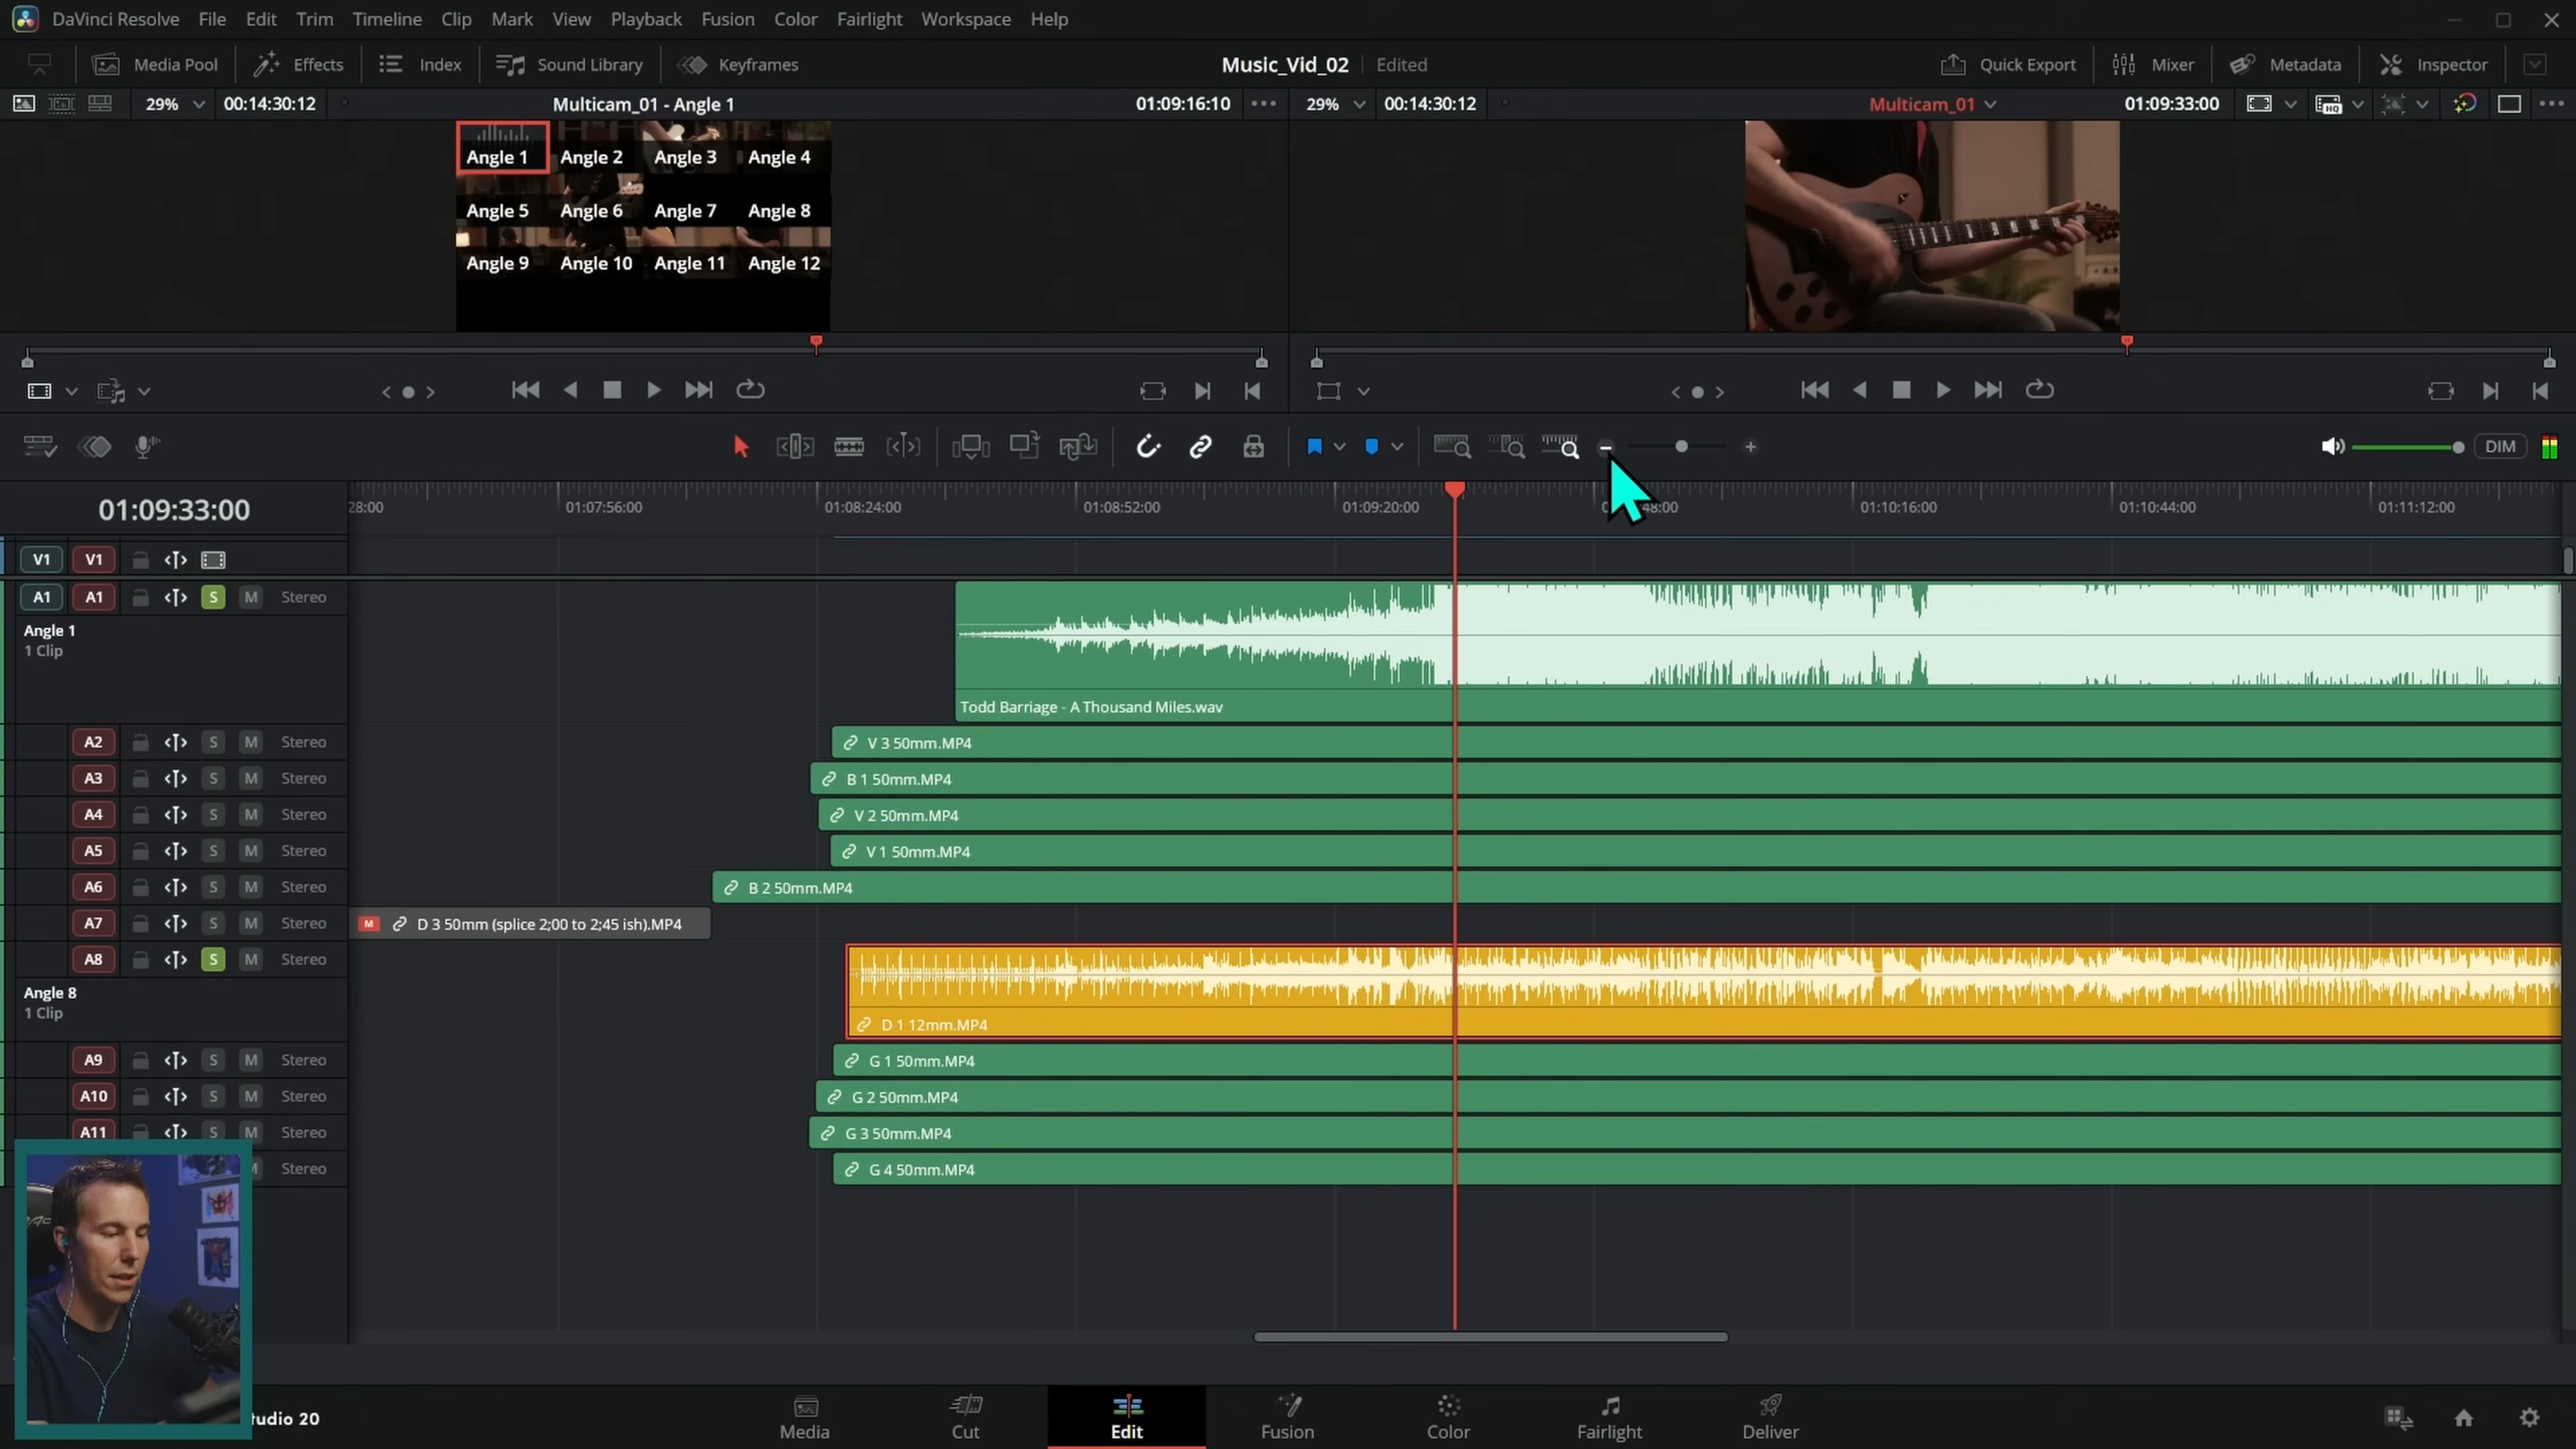 DaVinci Resolve File Edit Trim Timeline Clip Mark View Playback Fusion Color Fairlight Workspace Help
Media Pool Effects Index Sound Library Keyframes Music_Vid_02 Edited Quick Export Mixer Metadata Inspector
29% 00:14:30:12 Multicam_01 - Angle 1 01:09:16:10 29% 00:14:30:12 Multicam_01 01:09:33:00 HQ
Angle 1 Angle 2 Angle 3 Angle 4
Angle 5 Angle 6 Angle 7 Angle 8
Angle 9 Angle 10 Angle 11 Angle 12
DIM
01:09:33:00 28:00 01:07:56:00 01:08:24:00 01:08:52:00 01:09:20:00 48:00 01:10:16:00 01:10:44:00 01:11:12:00
V1 V1
A1 A1 S M Stereo
Angle 1
1 Clip
Todd Barriage - A Thousand Miles.wav
A2 S M Stereo V 3 50mm.MP4
A3 S M Stereo B 1 50mm.MP4
A4 S M Stereo V 2 50mm.MP4
A5 S M Stereo V 1 50mm.MP4
A6 S M Stereo B 2 50mm.MP4
A7 S M Stereo M D 3 50mm (splice 2;00 to 2;45 ish).MP4
A8 S M Stereo
Angle 8
1 Clip
D 1 12mm.MP4
A9 S M Stereo G 1 50mm.MP4
A10 S M Stereo G 2 50mm.MP4
A11 S M Stereo G 3 50mm.MP4
Stereo G 4 50mm.MP4
tudio 20
Media Cut Edit Fusion Color Fairlight Deliver